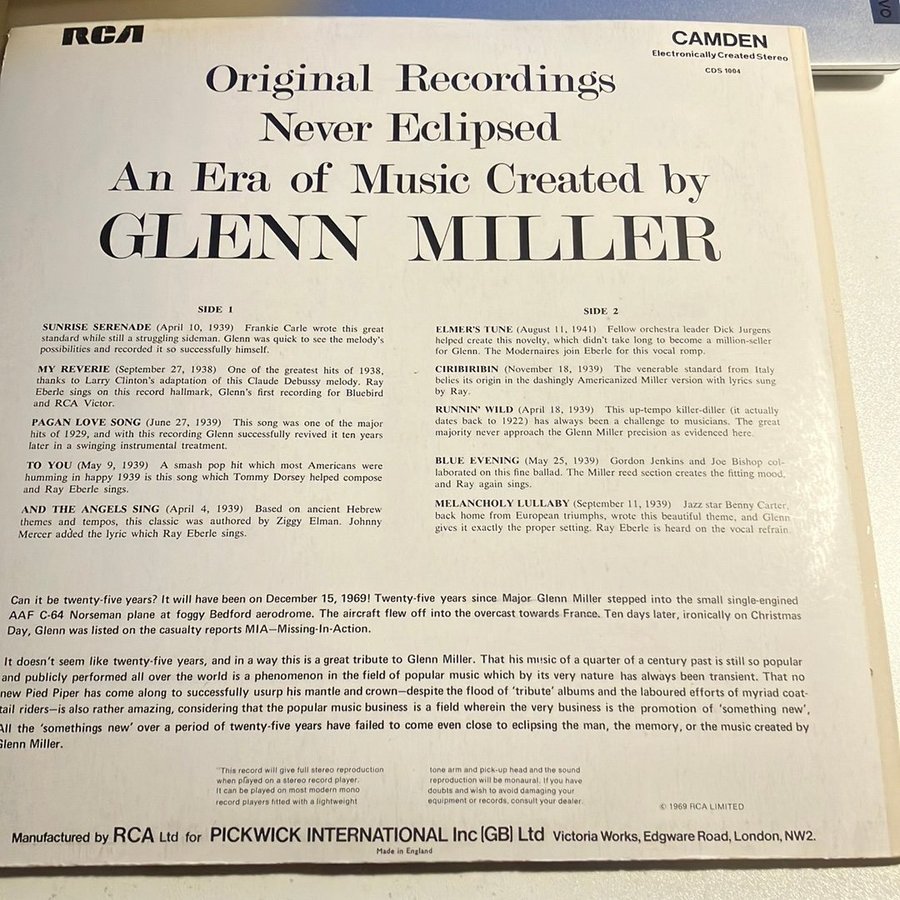 RCA
CAMDEN
Electronically Created Stereo
CDS 1004
Original Recordings
Never Eclipsed
An Era of Music Created by
GLENN MILLER
SIDE 1
SUNRISE SERENADE (April 10, 1939) Frankie Carle wrote this great
standard while still a struggling sideman. Glenn was quick to see the melody's
possibilities and recorded it so successfully himself.
MY REVERIE (September 27, 1938) One of the greatest hits of 1938,
thanks to Larry Clinton's adaptation of this Claude Debussy melody. Ray
Eberle sings on this record hallmark, Glenn's first recording for Bluebird
and RCA Victor.
PAGAN LOVE SONG (June 27, 1939) This song was one of the major
hits of 1929, and with this recording Glenn successfully revived it ten years
later in a swinging instrumental treatment.
TO YOU (May 9, 1939) A smash pop hit which most Americans were
humming in happy 1939 is this song which Tommy Dorsey helped compose
and Ray Eberle sings.
AND THE ANGELS SING (April 4, 1939) Based on ancient Hebrew
themes and tempos, this classic was authored by Ziggy Elman. Johnny
Mercer added the lyric which Ray Eberle sings.
SIDE 2
ELMER'S TUNE (August 11, 1941) Fellow orchestra leader Dick Jurgens
helped create this novelty, which didn't take long to become a million-seller
for Glenn. The Modernaires join Eberle for this vocal romp.
CIRIBIRIBIN (November 18, 1939) The venerable standard from Italy
belies its origin in the dashingly Americanized Miller version with lyrics sung
by Ray.
RUNNIN' WILD (April 18, 1939) This up-tempo killer-diller (it actually
dates back to 1922) has always been a challenge to musicians. The great
majority never approach the Glenn Miller precision as evidenced here.
BLUE EVENING (May 25, 1939) Gordon Jenkins and Joe Bishop col-
laborated on this fine ballad. The Miller reed section creates the fitting mood,
and Ray again sings.
MELANCHOLY LULLABY (September 11, 1939) Jazz star Benny Carter,
back home from European triumphs, wrote this beautiful theme, and Glenn
gives it exactly the proper setting. Ray Eberle is heard on the vocal refrain.
Can it be twenty-five years? It will have been on December 15, 1969! Twenty-five years since Major Glenn Miller stepped into the small single-engined
AAF C-64 Norseman plane at foggy Bedford aerodrome. The aircraft flew off into the overcast towards France. Ten days later, ironically on Christmas
Day, Glenn was listed on the casualty reports MIA—Missing-In-Action.
It doesn't seem like twenty-five years, and in a way this is a great tribute to Glenn Miller. That his music of a quarter of a century past is still so popular
and publicly performed all over the world is a phenomenon in the field of popular music which by its very nature has always been transient. That no
new Pied Piper has come along to successfully usurp his mantle and crown—despite the flood of 'tribute' albums and the laboured efforts of myriad coat-
tail riders—is also rather amazing, considering that the popular music business is a field wherein the very business is the promotion of 'something new',
All the 'somethings new' over a period of twenty-five years have failed to come even close to eclipsing the man, the memory, or the music created by
Glenn Miller.
"This record will give full stereo reproduction
when played on a stereo record player.
It can be played on most modern mono
record players fitted with a lightweight
tone arm and pick-up head and the sound
reproduction will be monaural. If you have
doubts and wish to avoid damaging your
equipment or records, consult your dealer.
© 1969 RCA LIMITED
Manufactured by RCA Ltd for PICKWICK INTERNATIONAL Inc [GB] Ltd Victoria Works, Edgware Road, London, NW2.
Made in England